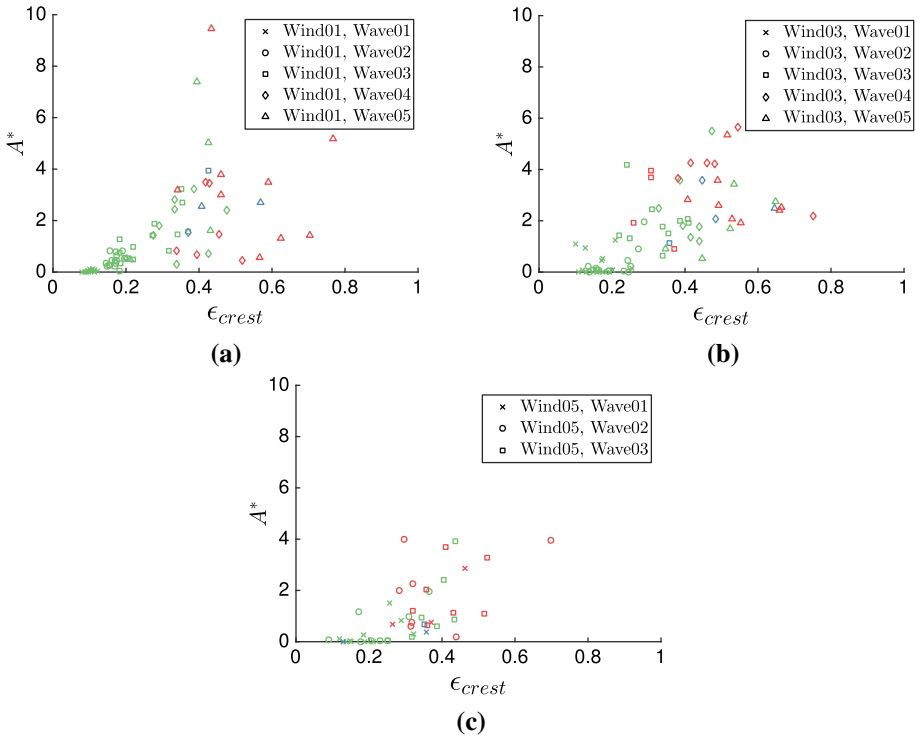 10
8
6
4
2
0
A*
0 0.2 0.4 0.6 0.8 1
ϵcrest
Wind01, Wave01
Wind01, Wave02
Wind01, Wave03
Wind01, Wave04
Wind01, Wave05
(a)
10
8
6
4
2
0
A*
0 0.2 0.4 0.6 0.8 1
ϵcrest
Wind03, Wave01
Wind03, Wave02
Wind03, Wave03
Wind03, Wave04
Wind03, Wave05
(b)
10
8
6
4
2
0
A*
0 0.2 0.4 0.6 0.8 1
ϵcrest
Wind05, Wave01
Wind05, Wave02
Wind05, Wave03
(c)